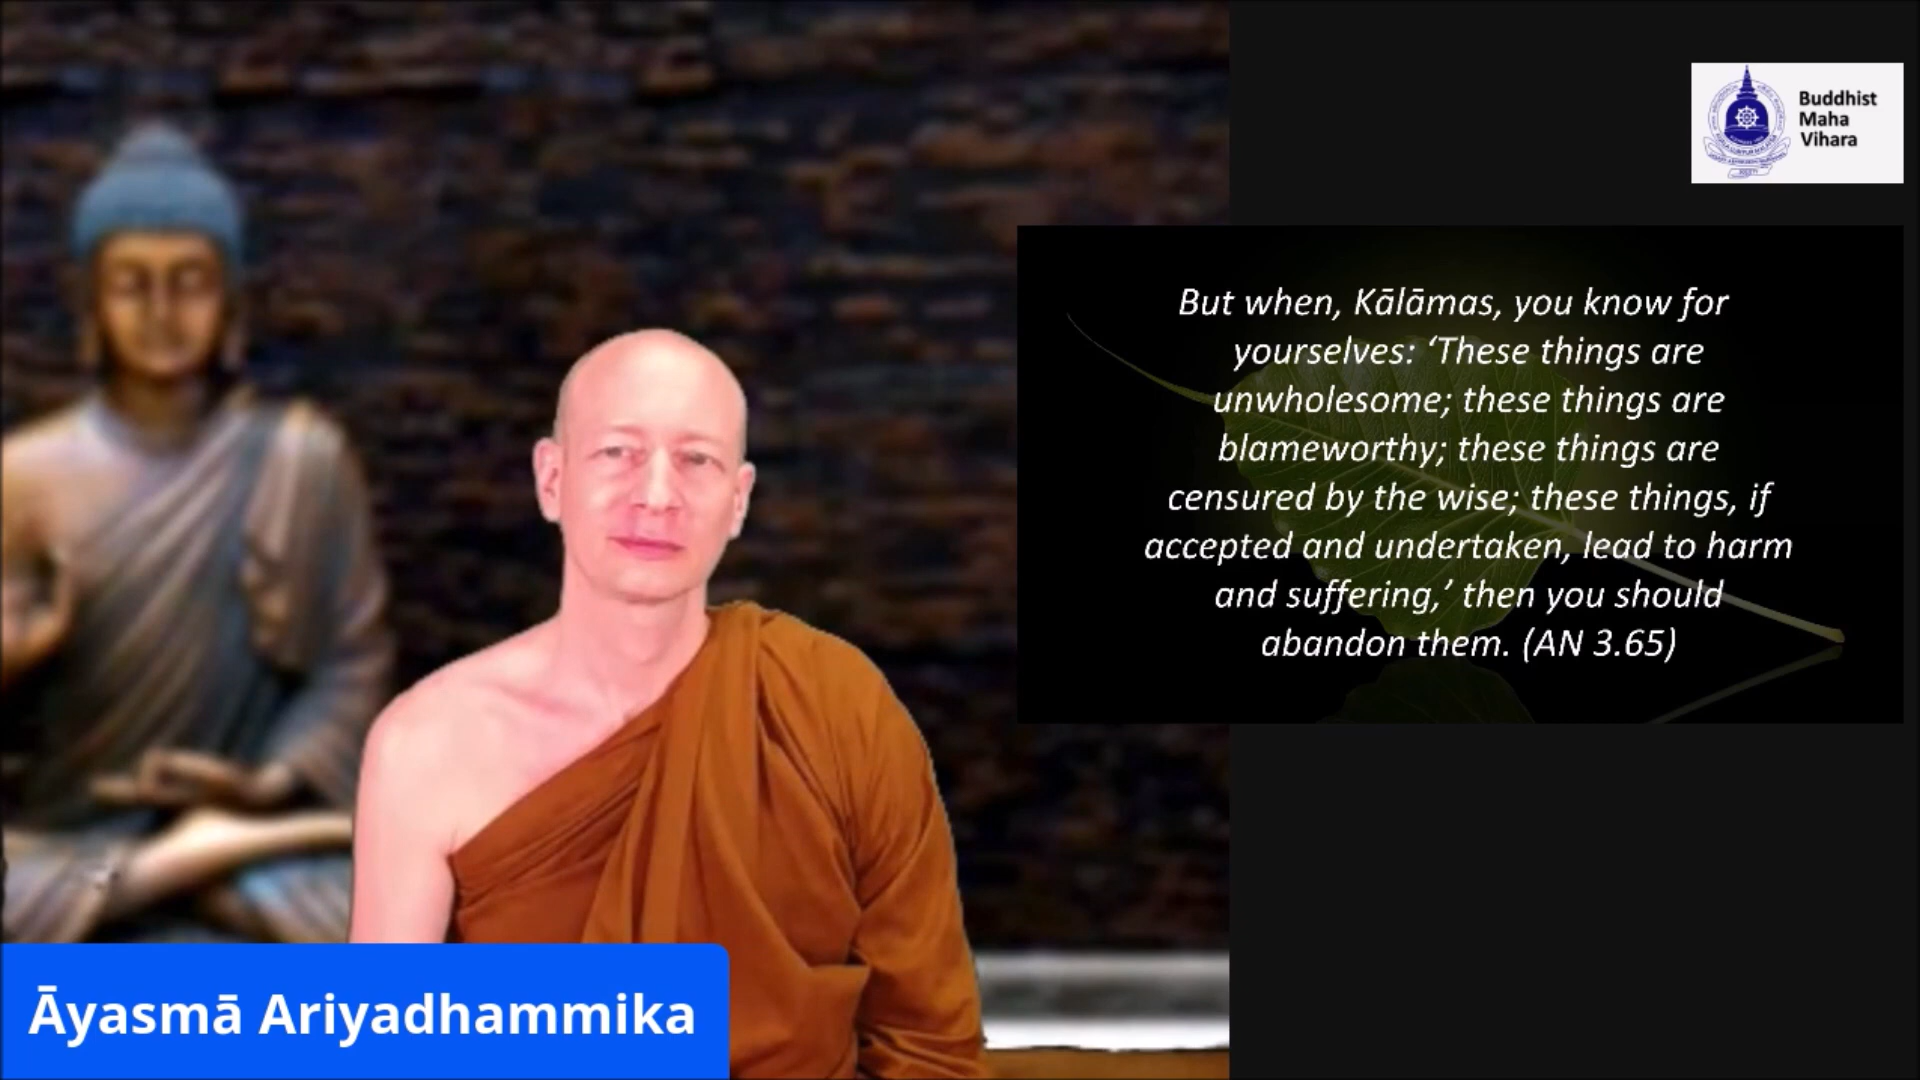 Buddhist
Maha
Vihara
But when, Kālāmas, you know for
yourselves: ‘These things are
unwholesome; these things are
blameworthy; these things are
censured by the wise; these things, if
accepted and undertaken, lead to harm
and suffering,’ then you should
abandon them. (AN 3.65)
Āyasmā Ariyadhammika